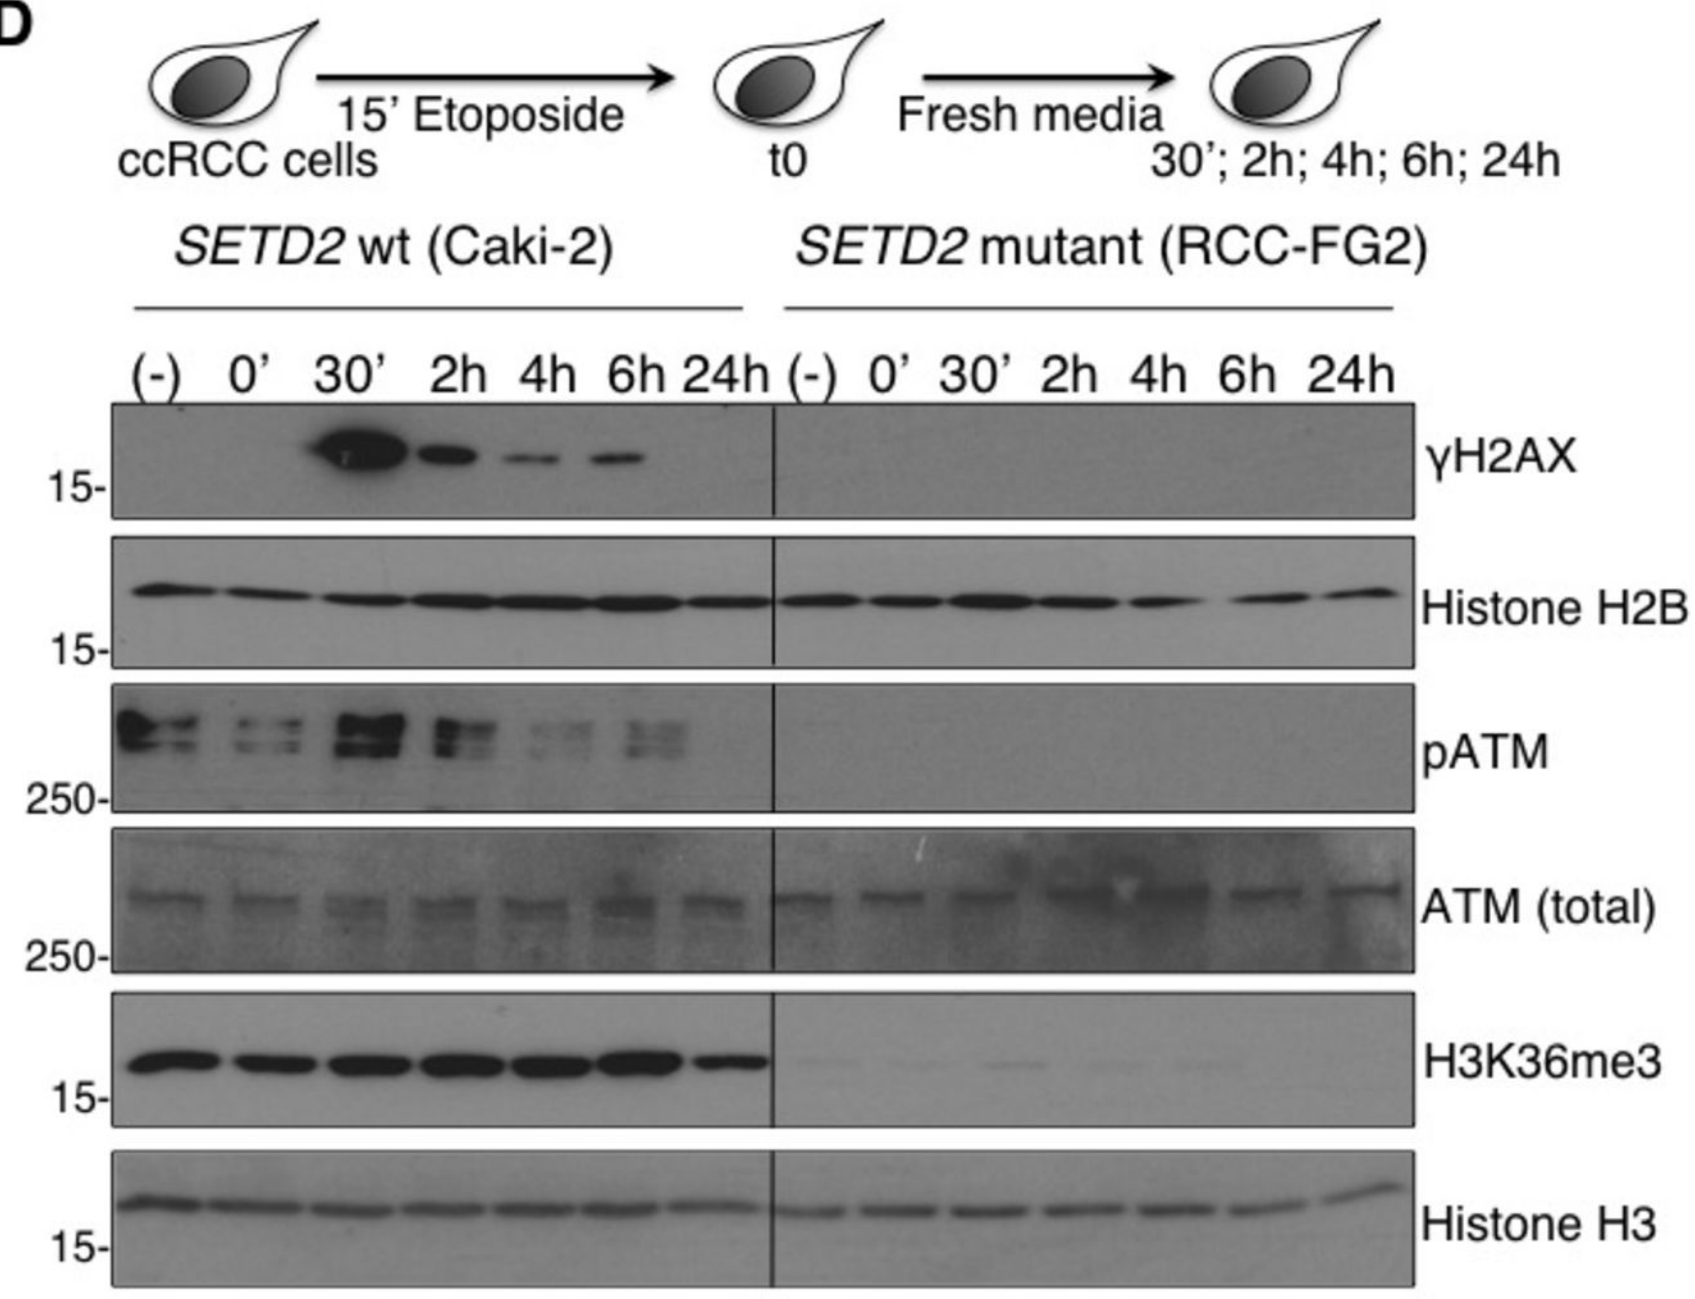 D
15’ Etoposide
Fresh media
ccRCC cells
t0
30’; 2h; 4h; 6h; 24h
SETD2 wt (Caki-2)
SETD2 mutant (RCC-FG2)
(-) 0’ 30’ 2h 4h 6h 24h (-) 0’ 30’ 2h 4h 6h 24h
γH2AX
15-
Histone H2B
15-
pATM
250-
ATM (total)
250-
H3K36me3
15-
Histone H3
15-